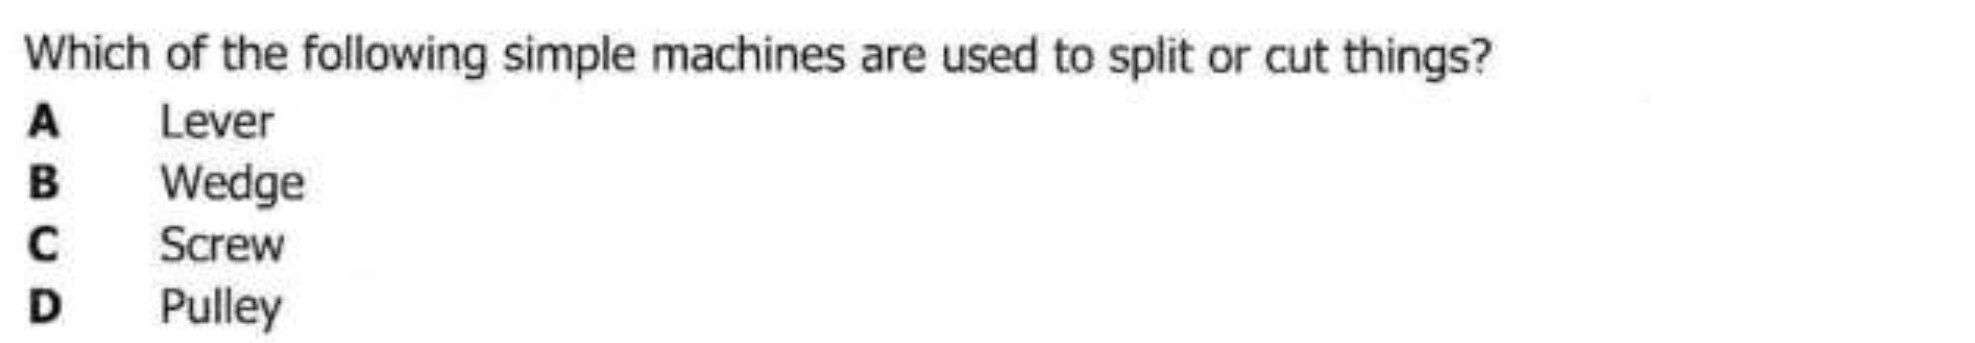 Which of the following simple machines are used to split or cut things?
A Lever
B Wedge
C Screw
D Pulley